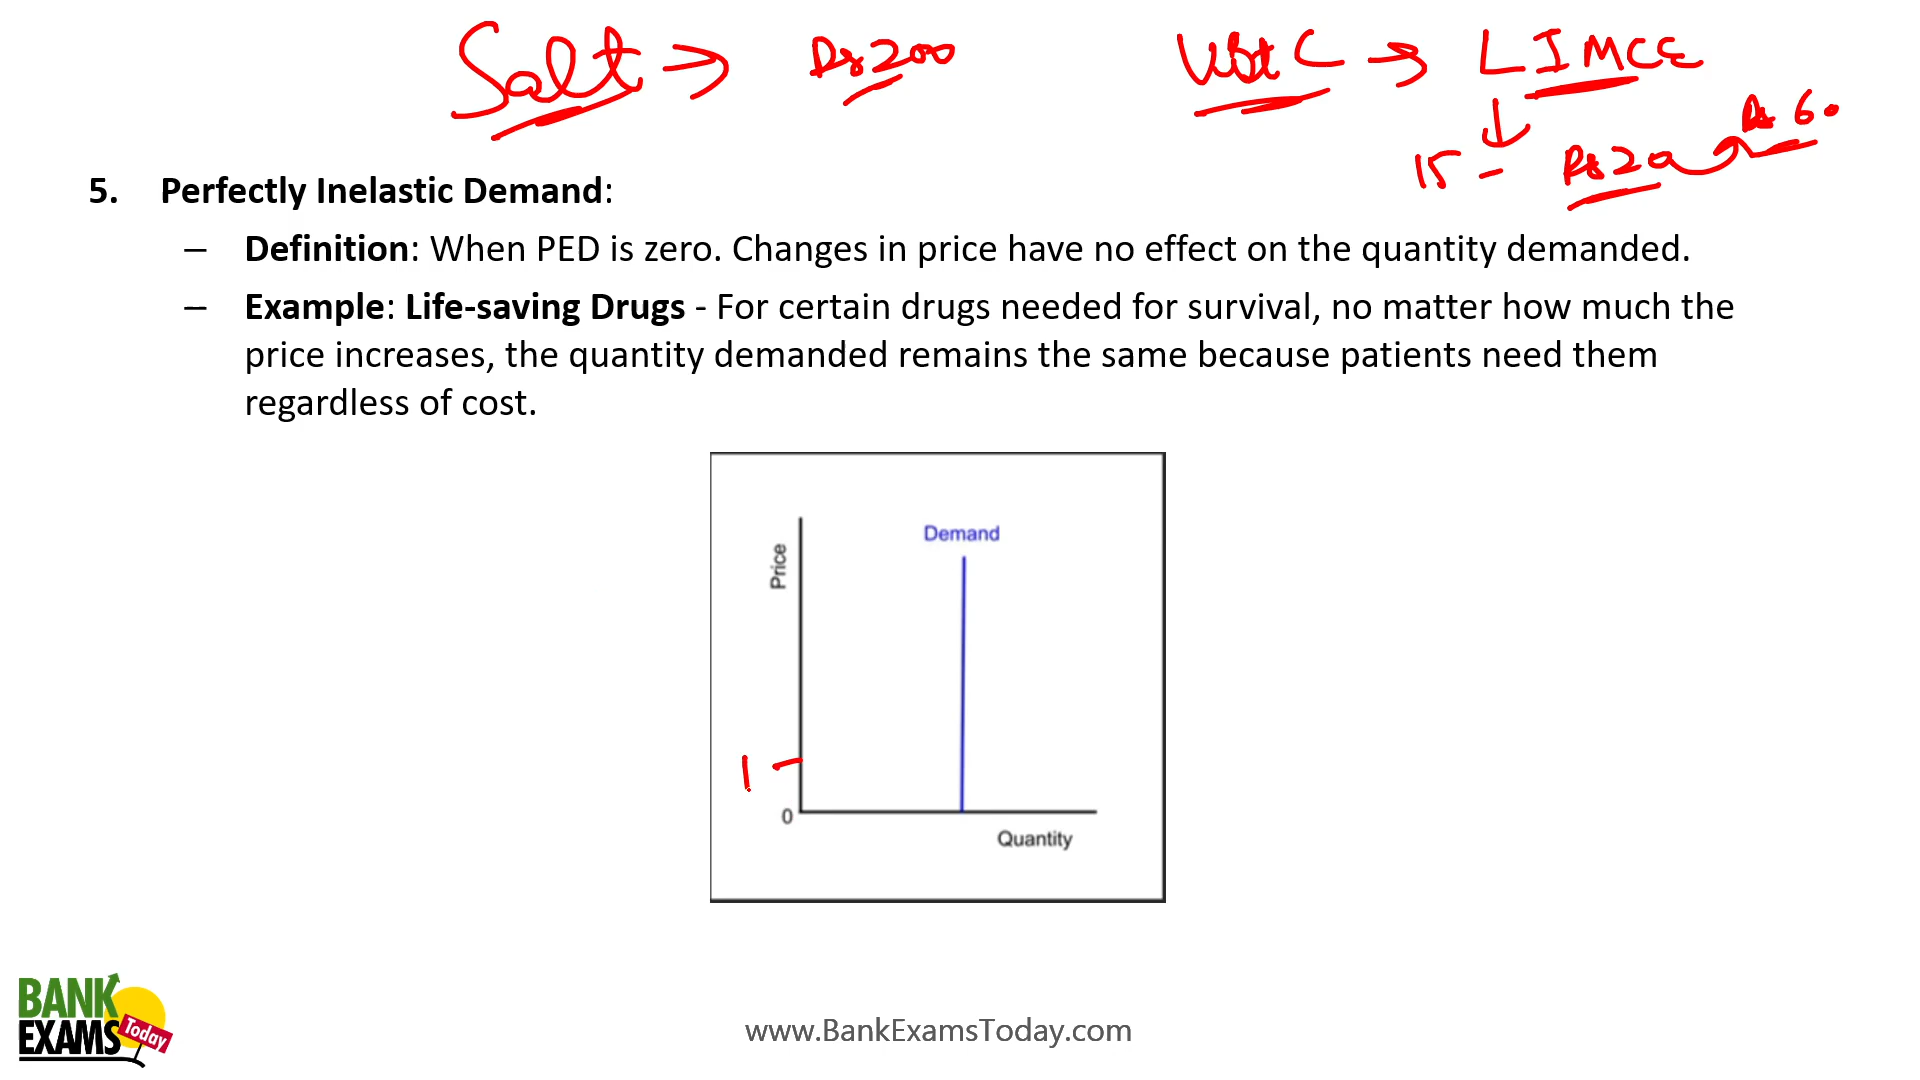 Salt → Rs 200
Vit C → LIMCEE
Rs 60
15 - Rs 20
5. Perfectly Inelastic Demand:
– Definition: When PED is zero. Changes in price have no effect on the quantity demanded.
– Example: Life-saving Drugs - For certain drugs needed for survival, no matter how much the
price increases, the quantity demanded remains the same because patients need them
regardless of cost.
Demand
Price
1 -
0
Quantity
BANK
EXAMS
Today
www.BankExamsToday.com